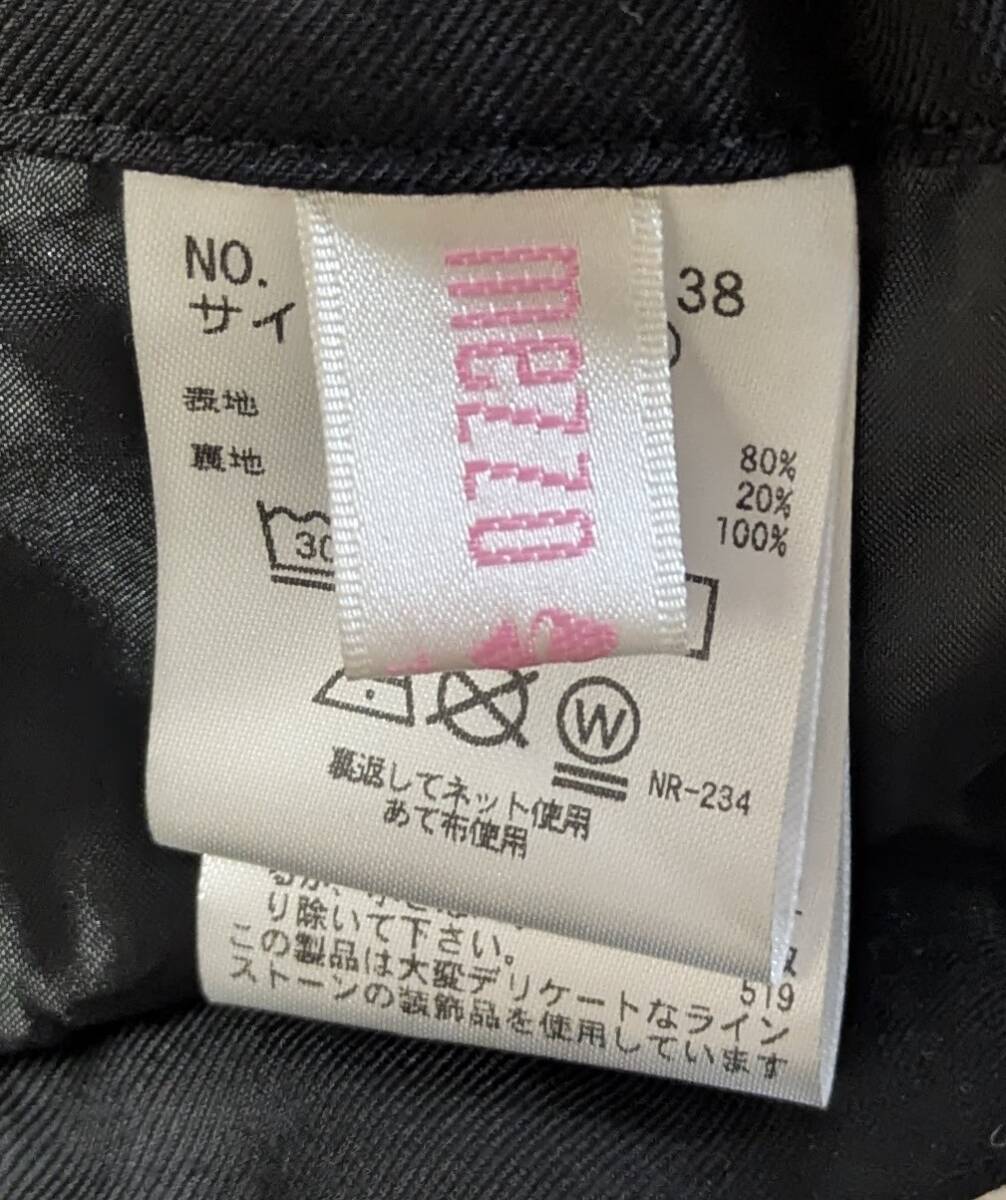 NO.
38
サイ
mezzo
表地
80%
20%
裏地
100%
30
W
裏返してネット使用
あて布使用
NR-234
り除いて下さい。
519
この製品は大変デリケートなライン
ストーンの装飾品を使用しています